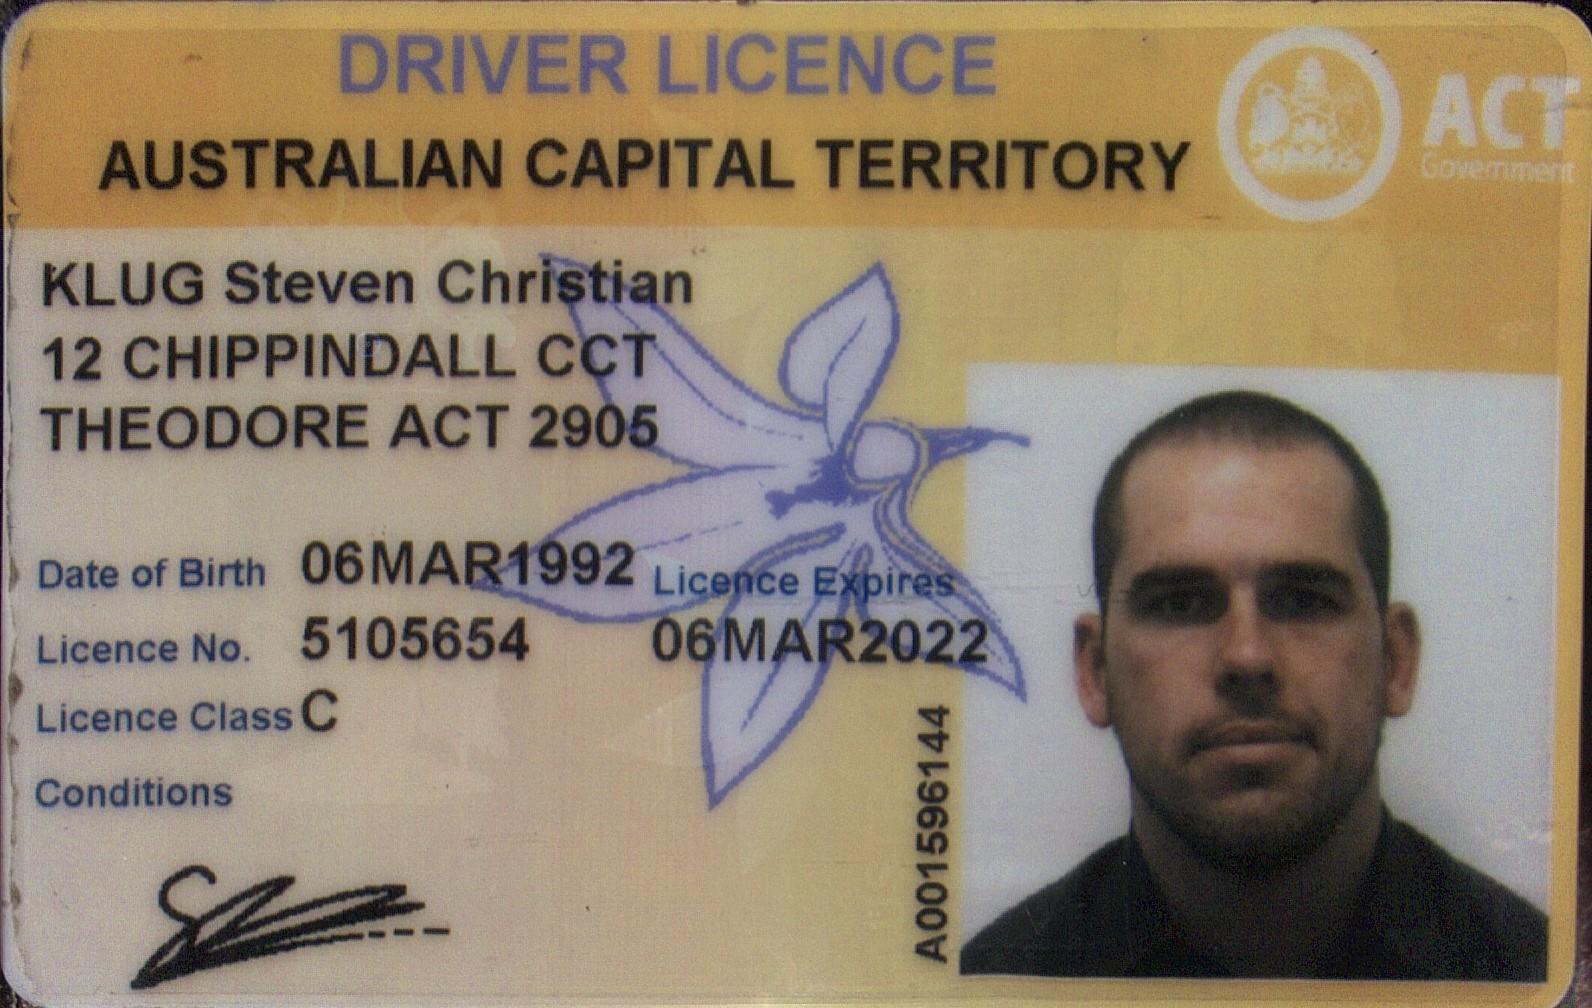 DRIVER LICENCE
AUSTRALIAN CAPITAL TERRITORY
ACT
Government
KLUG Steven Christian
12 CHIPPINDALL CCT
THEODORE ACT 2905
Date of Birth 06MAR1992
Licence Expires
Licence No. 5105654
06MAR2022
Licence Class C
Conditions
A001596144